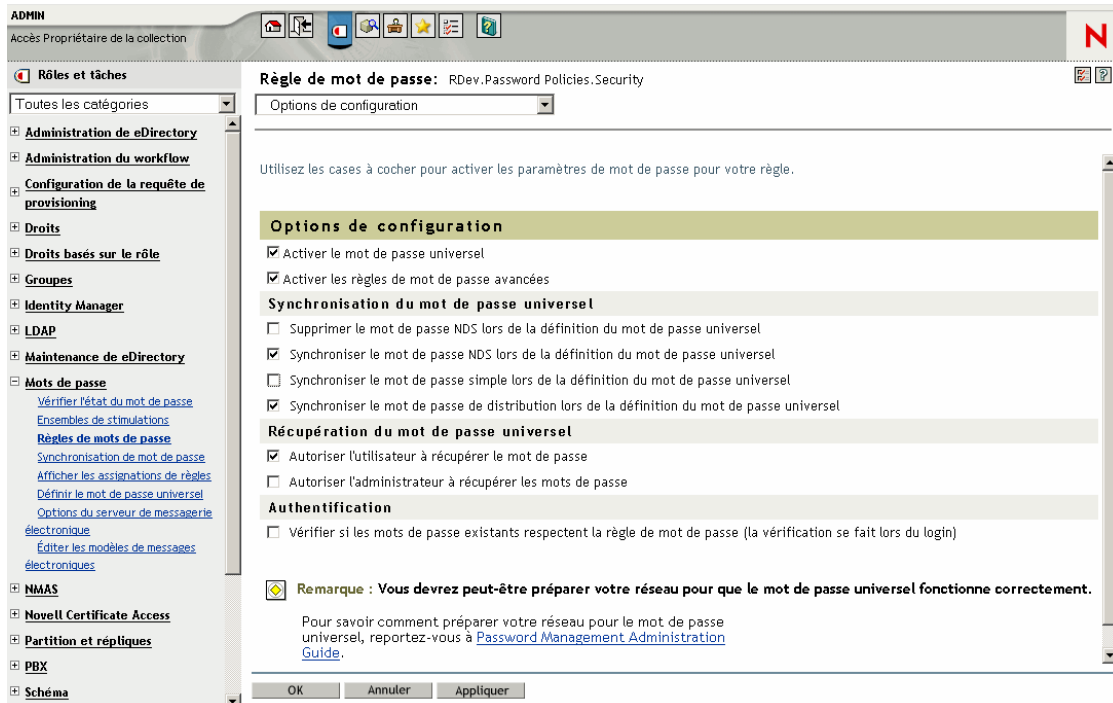 ADMIN
Accès Propriétaire de la collection
N
Rôles et tâches
Toutes les catégories
Administration de eDirectory
Administration du workflow
Configuration de la requête de
provisioning
Droits
Droits basés sur le rôle
Groupes
Identity Manager
LDAP
Maintenance de eDirectory
Mots de passe
Vérifier l'état du mot de passe
Ensembles de stimulations
Règles de mots de passe
Synchronisation de mot de passe
Afficher les assignations de règles
Définir le mot de passe universel
Options du serveur de messagerie
électronique
Éditer les modèles de messages
électroniques
NMAS
Novell Certificate Access
Partition et répliques
PBX
Schéma
Règle de mot de passe: RDev.Password Policies.Security
Options de configuration
Utilisez les cases à cocher pour activer les paramètres de mot de passe pour votre règle.
Options de configuration
Activer le mot de passe universel
Activer les règles de mot de passe avancées
Synchronisation du mot de passe universel
Supprimer le mot de passe NDS lors de la définition du mot de passe universel
Synchroniser le mot de passe NDS lors de la définition du mot de passe universel
Synchroniser le mot de passe simple lors de la définition du mot de passe universel
Synchroniser le mot de passe de distribution lors de la définition du mot de passe universel
Récupération du mot de passe universel
Autoriser l'utilisateur à récupérer le mot de passe
Autoriser l'administrateur à récupérer les mots de passe
Authentification
Vérifier si les mots de passe existants respectent la règle de mot de passe (la vérification se fait lors du login)
Remarque : Vous devrez peut-être préparer votre réseau pour que le mot de passe universel fonctionne correctement.
Pour savoir comment préparer votre réseau pour le mot de passe
universel, reportez-vous à Password Management Administration
Guide.
OK Annuler Appliquer